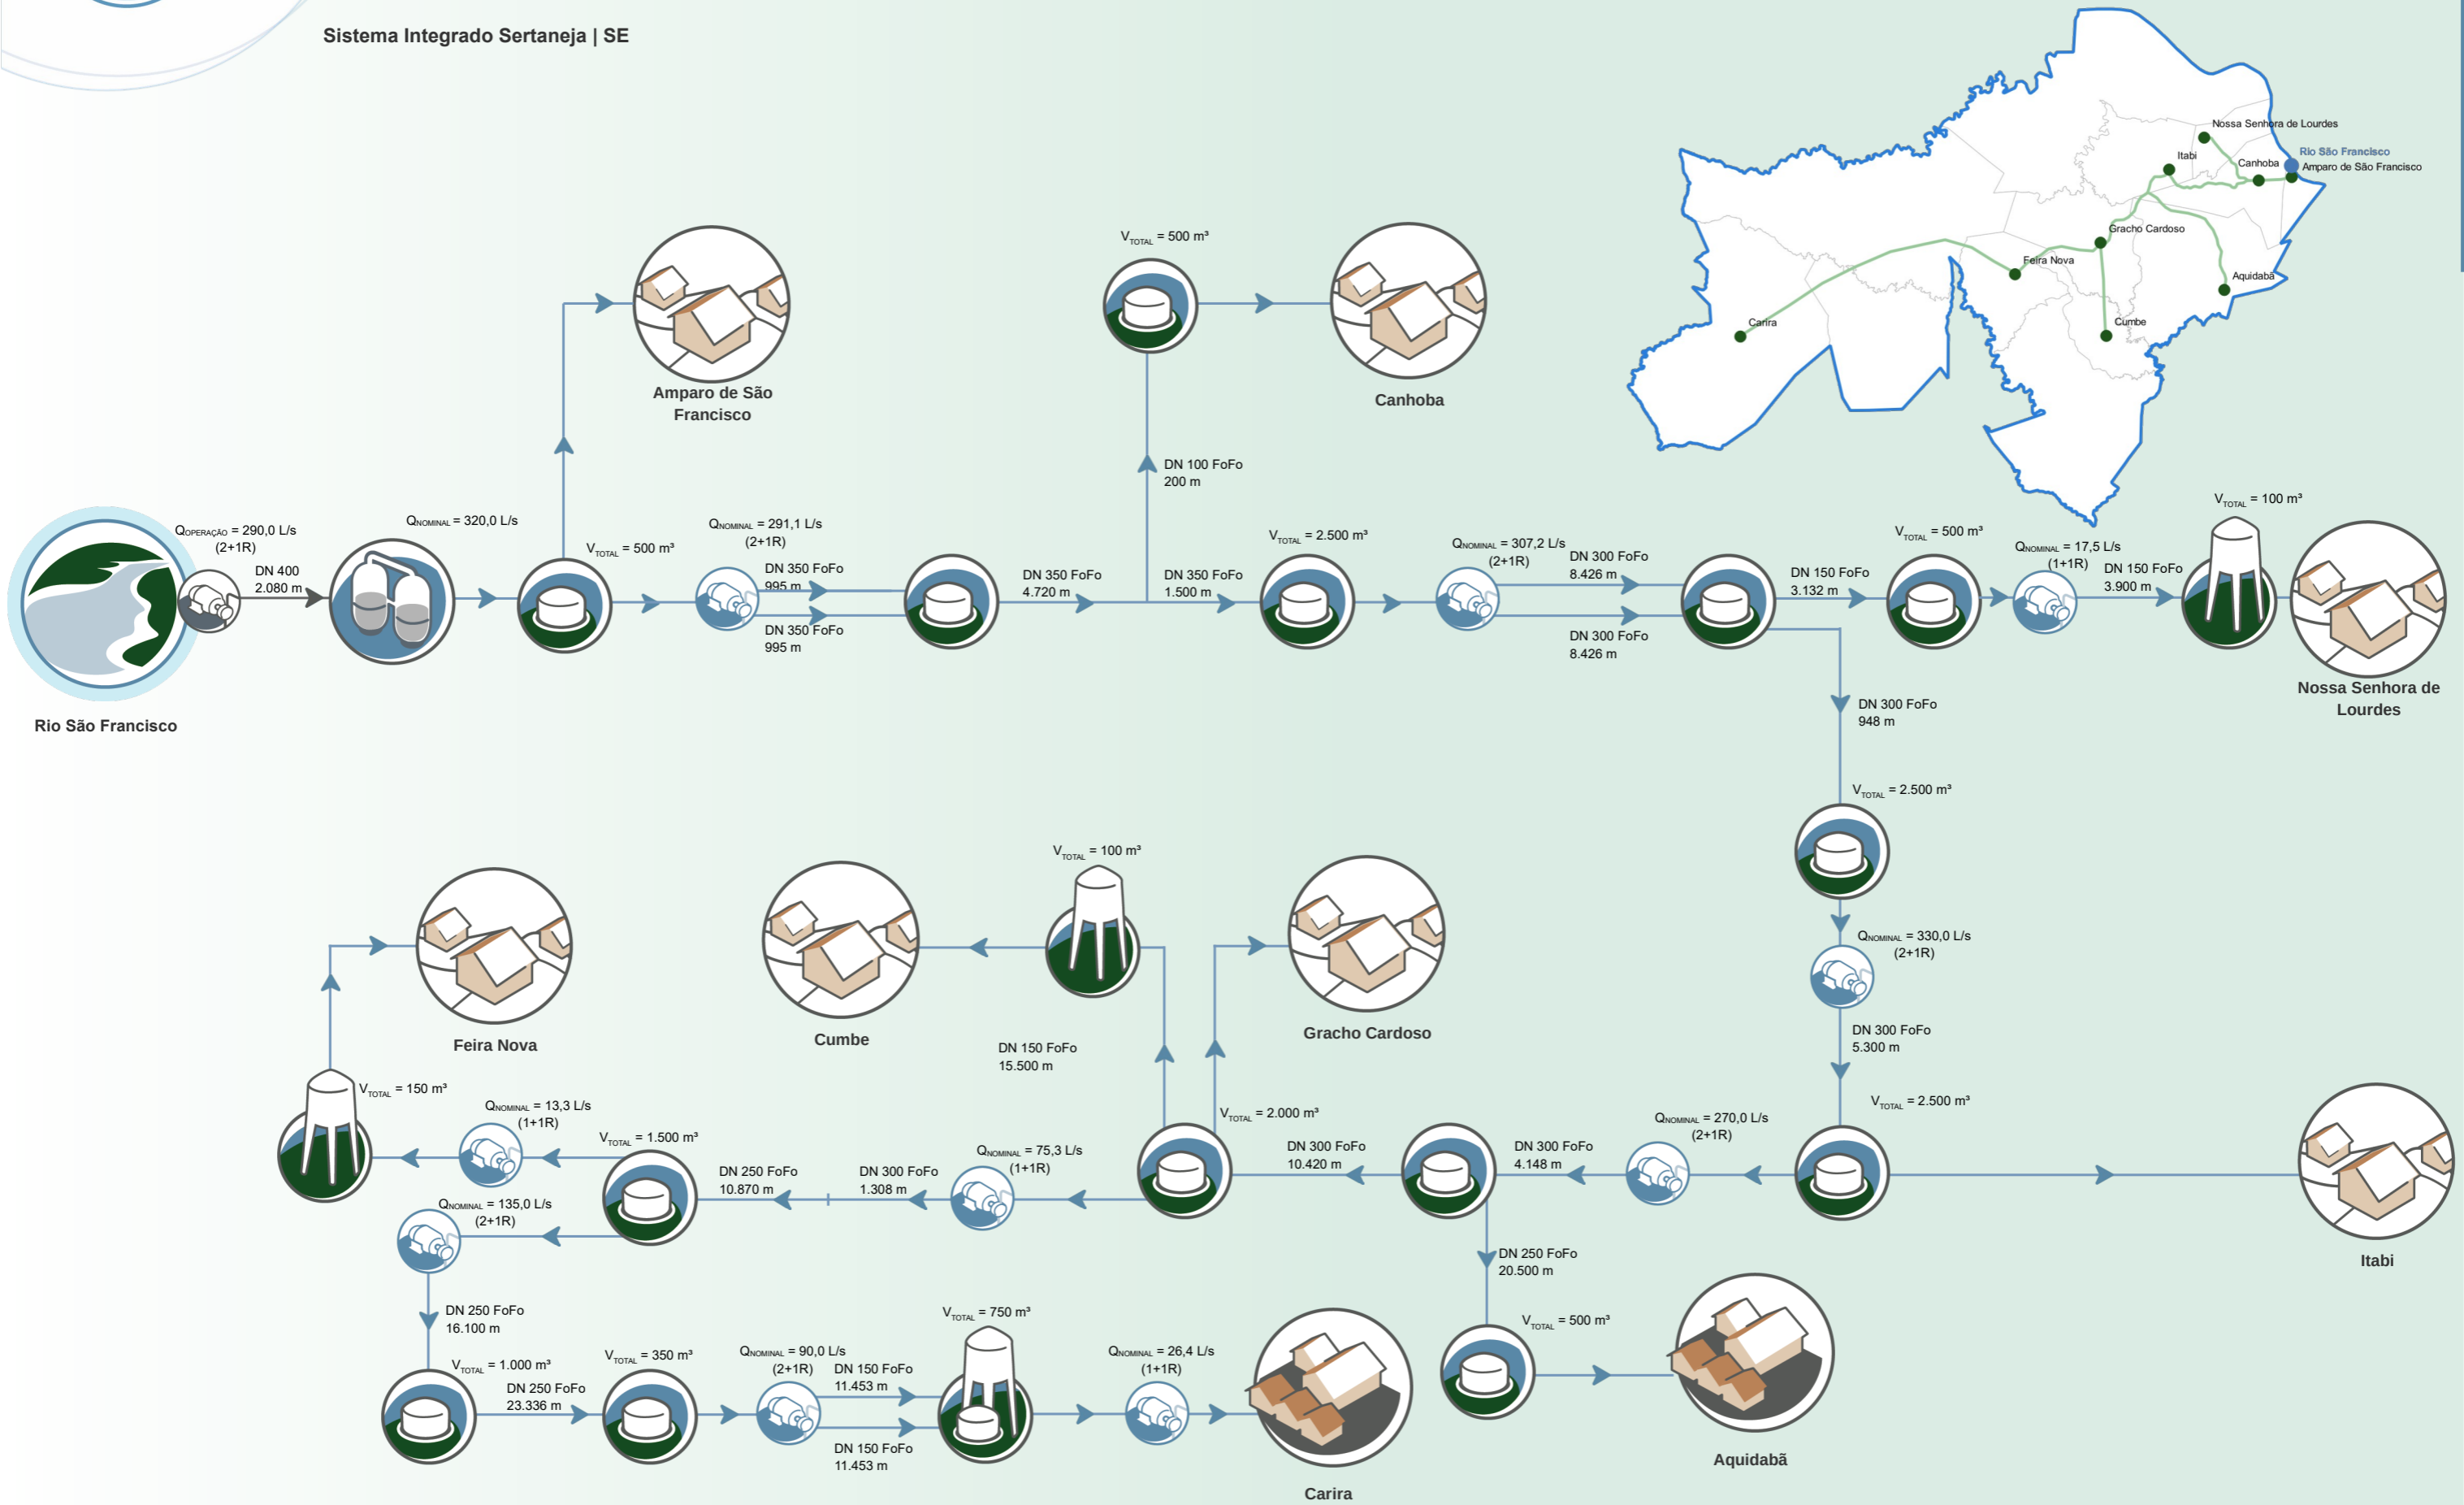 Sistema Integrado Sertaneja | SE
Nossa Senhora de Lourdes
Rio São Francisco
Itabi
Canhoba
Amparo de São Francisco
Gracho Cardoso
Feira Nova
Aquidabã
Carira
Cumbe
Amparo de São
Francisco
VTOTAL = 500 m³
Canhoba
DN 100 FoFo
200 m
Rio São Francisco
QOPERAÇÃO = 290,0 L/s
(2+1R)
DN 400
2.080 m
QNOMINAL = 320,0 L/s
VTOTAL = 500 m³
QNOMINAL = 291,1 L/s
(2+1R)
DN 350 FoFo
995 m
DN 350 FoFo
995 m
DN 350 FoFo
4.720 m
DN 350 FoFo
1.500 m
VTOTAL = 2.500 m³
QNOMINAL = 307,2 L/s
(2+1R)
DN 300 FoFo
8.426 m
DN 300 FoFo
8.426 m
DN 150 FoFo
3.132 m
VTOTAL = 500 m³
QNOMINAL = 17,5 L/s
(1+1R)
DN 150 FoFo
3.900 m
VTOTAL = 100 m³
Nossa Senhora de
Lourdes
DN 300 FoFo
948 m
VTOTAL = 2.500 m³
QNOMINAL = 330,0 L/s
(2+1R)
DN 300 FoFo
5.300 m
VTOTAL = 2.500 m³
Itabi
QNOMINAL = 270,0 L/s
(2+1R)
DN 300 FoFo
4.148 m
DN 300 FoFo
10.420 m
VTOTAL = 2.000 m³
Gracho Cardoso
VTOTAL = 100 m³
DN 150 FoFo
15.500 m
Cumbe
QNOMINAL = 75,3 L/s
(1+1R)
DN 300 FoFo
1.308 m
DN 250 FoFo
10.870 m
VTOTAL = 1.500 m³
QNOMINAL = 13,3 L/s
(1+1R)
VTOTAL = 150 m³
Feira Nova
QNOMINAL = 135,0 L/s
(2+1R)
DN 250 FoFo
16.100 m
VTOTAL = 1.000 m³
DN 250 FoFo
23.336 m
VTOTAL = 350 m³
QNOMINAL = 90,0 L/s
(2+1R)
DN 150 FoFo
11.453 m
DN 150 FoFo
11.453 m
VTOTAL = 750 m³
QNOMINAL = 26,4 L/s
(1+1R)
Carira
DN 250 FoFo
20.500 m
VTOTAL = 500 m³
Aquidabã